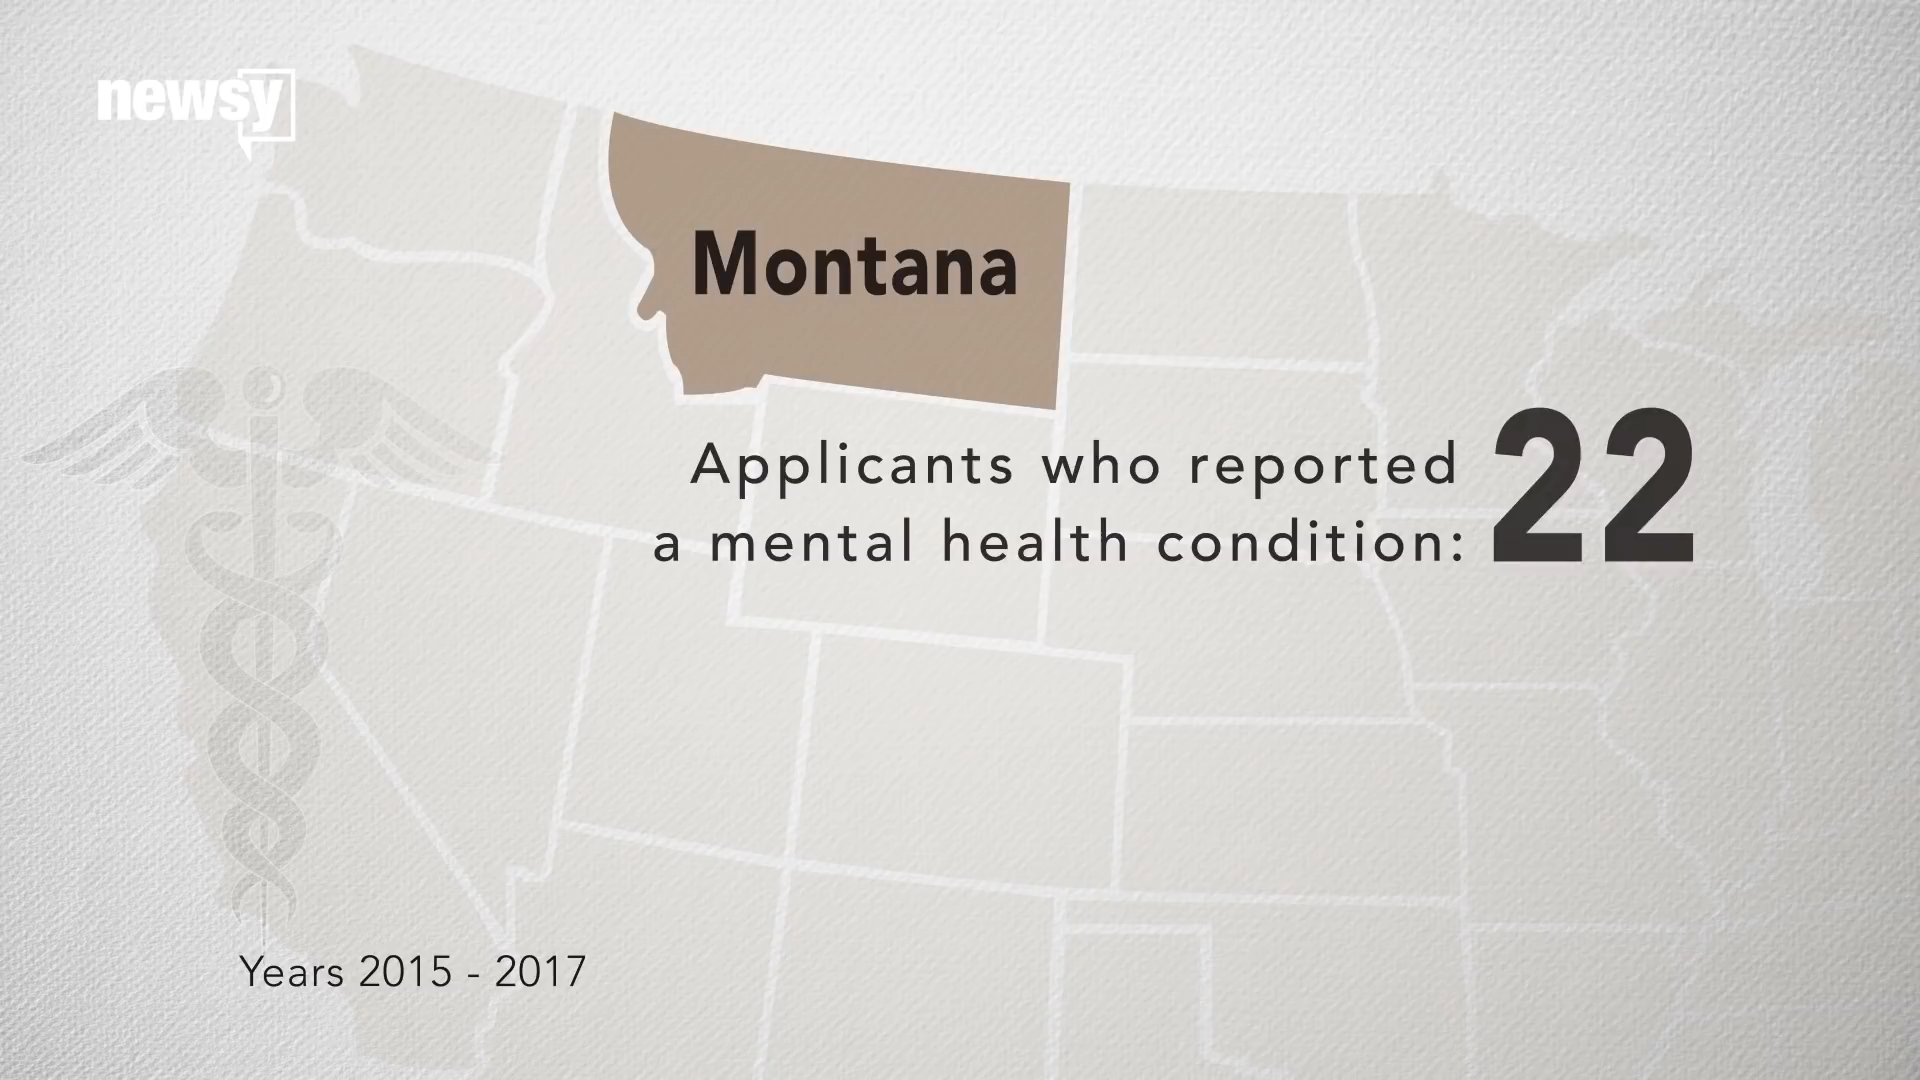 newsy
Montana
Applicants who reported
a mental health condition: 22
Years 2015 - 2017